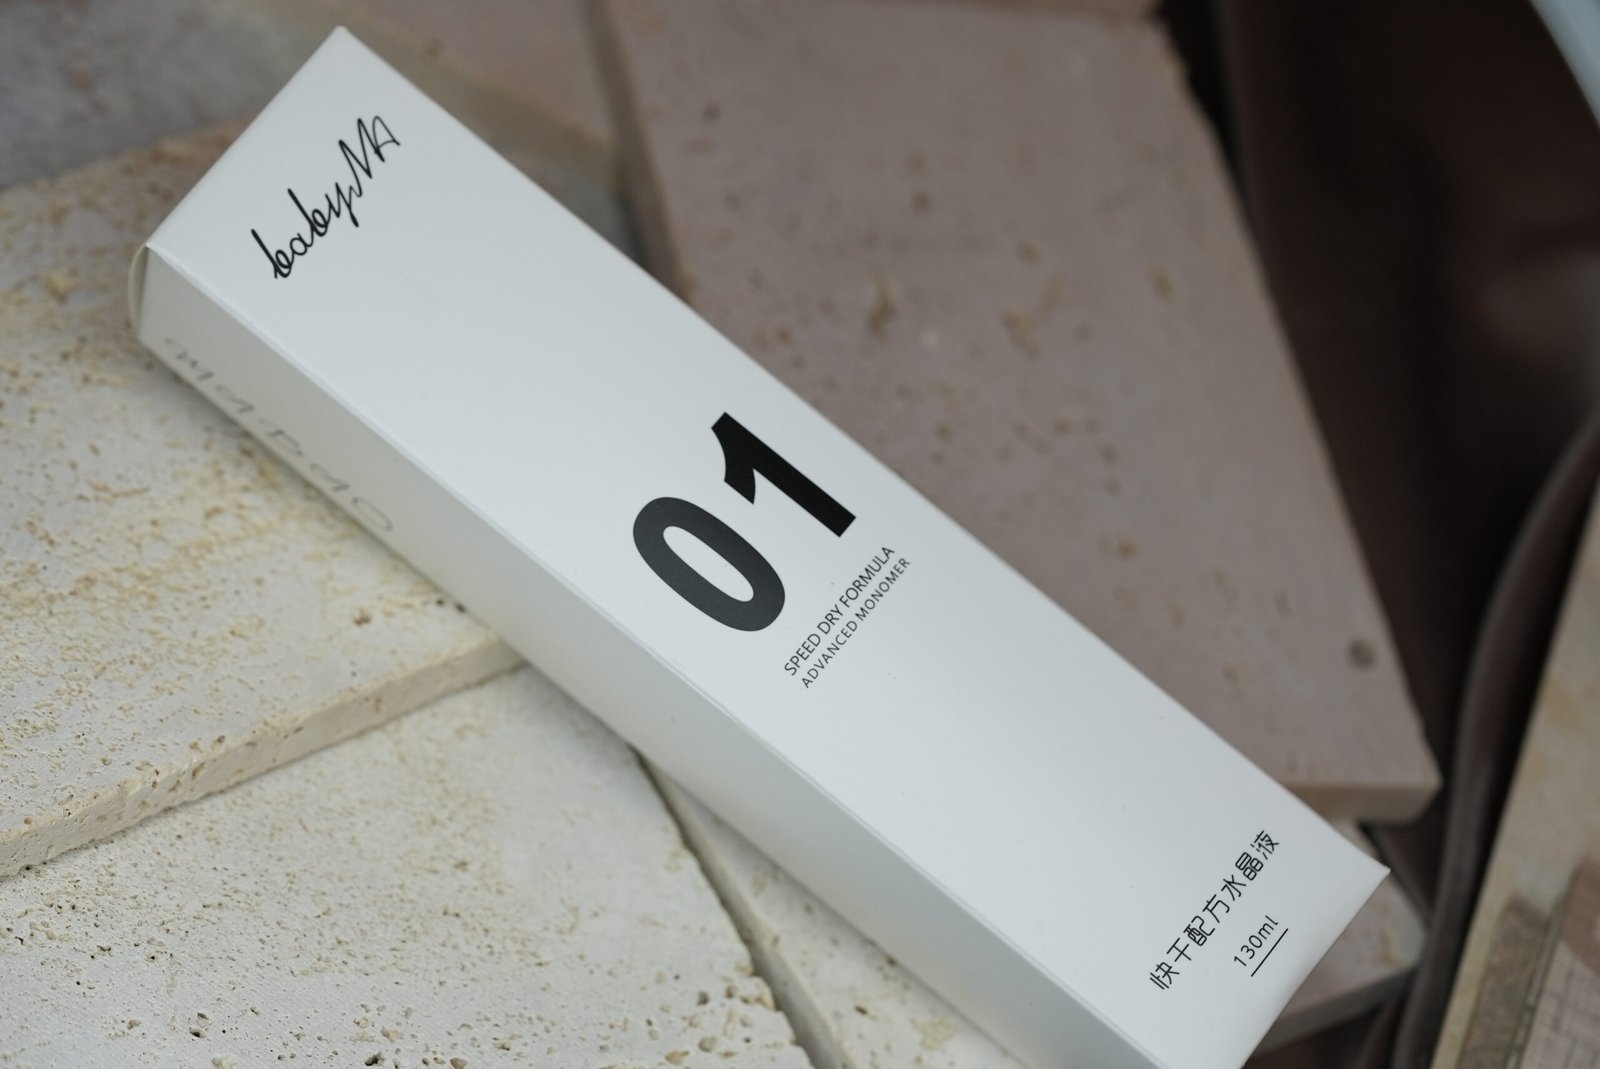 babyMA
01
SPEED DRY FORMULA
ADVANCED MONOMER
快干配方水晶液
130ml